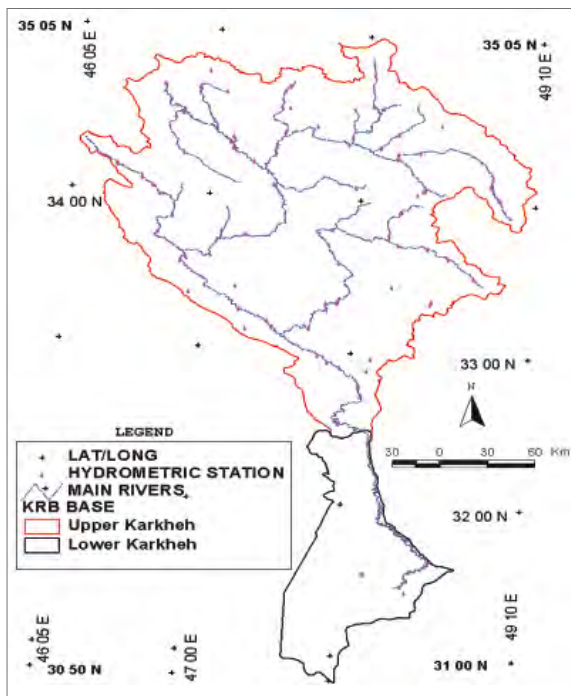 35 05 N
46 05 E
35 05 N
49 10 E
34 00 N
33 00 N
N
30 0 30 60 Km
LEGEND
LAT/LONG
HYDROMETRIC STATION
MAIN RIVERS
KRB BASE
Upper Karkheh
Lower Karkheh
32 00 N
46 05 E
47 00 E
49 10 E
30 50 N
31 00 N